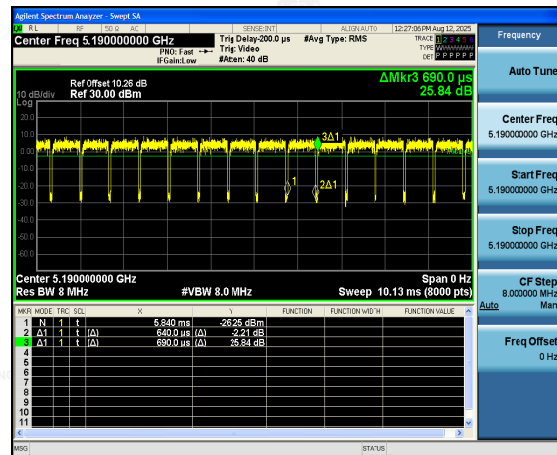 Agilent Spectrum Analyzer - Swept SA
RL RF 50 Ω AC SENSE:INT ALIGN AUTO 12:27:06 PM Aug 12, 2025
Center Freq 5.190000000 GHz
PNO: Fast
IFGain:Low
Trig Delay-200.0 µs
Trig: Video
#Atten: 40 dB
#Avg Type: RMS
TRACE 1 2 3 4 5 6
TYPE W
DET P P P P P P
Frequency
Auto Tune
Center Freq
5.190000000 GHz
Start Freq
5.190000000 GHz
Stop Freq
5.190000000 GHz
CF Step
8.000000 MHz
Auto Man
Freq Offset
0 Hz
ΔMkr3 690.0 µs
25.84 dB
Ref Offset 10.26 dB
Ref 30.00 dBm
10 dB/div
Log
20.0
10.0
0.00
-10.0
-20.0
-30.0
-40.0
-50.0
-60.0
3Δ1
1
2Δ1
Center 5.190000000 GHz Span 0 Hz
Res BW 8 MHz #VBW 8.0 MHz Sweep 10.13 ms (8000 pts)
MKR MODE TRC SCL X Y FUNCTION FUNCTION WIDTH FUNCTION VALUE
1 N 1 t 5.840 ms -26.25 dBm
2 Δ1 1 t (Δ) 640.0 µs (Δ) -2.21 dB
3 Δ1 1 t (Δ) 690.0 µs (Δ) 25.84 dB
4
5
6
7
8
9
10
11
MSG STATUS